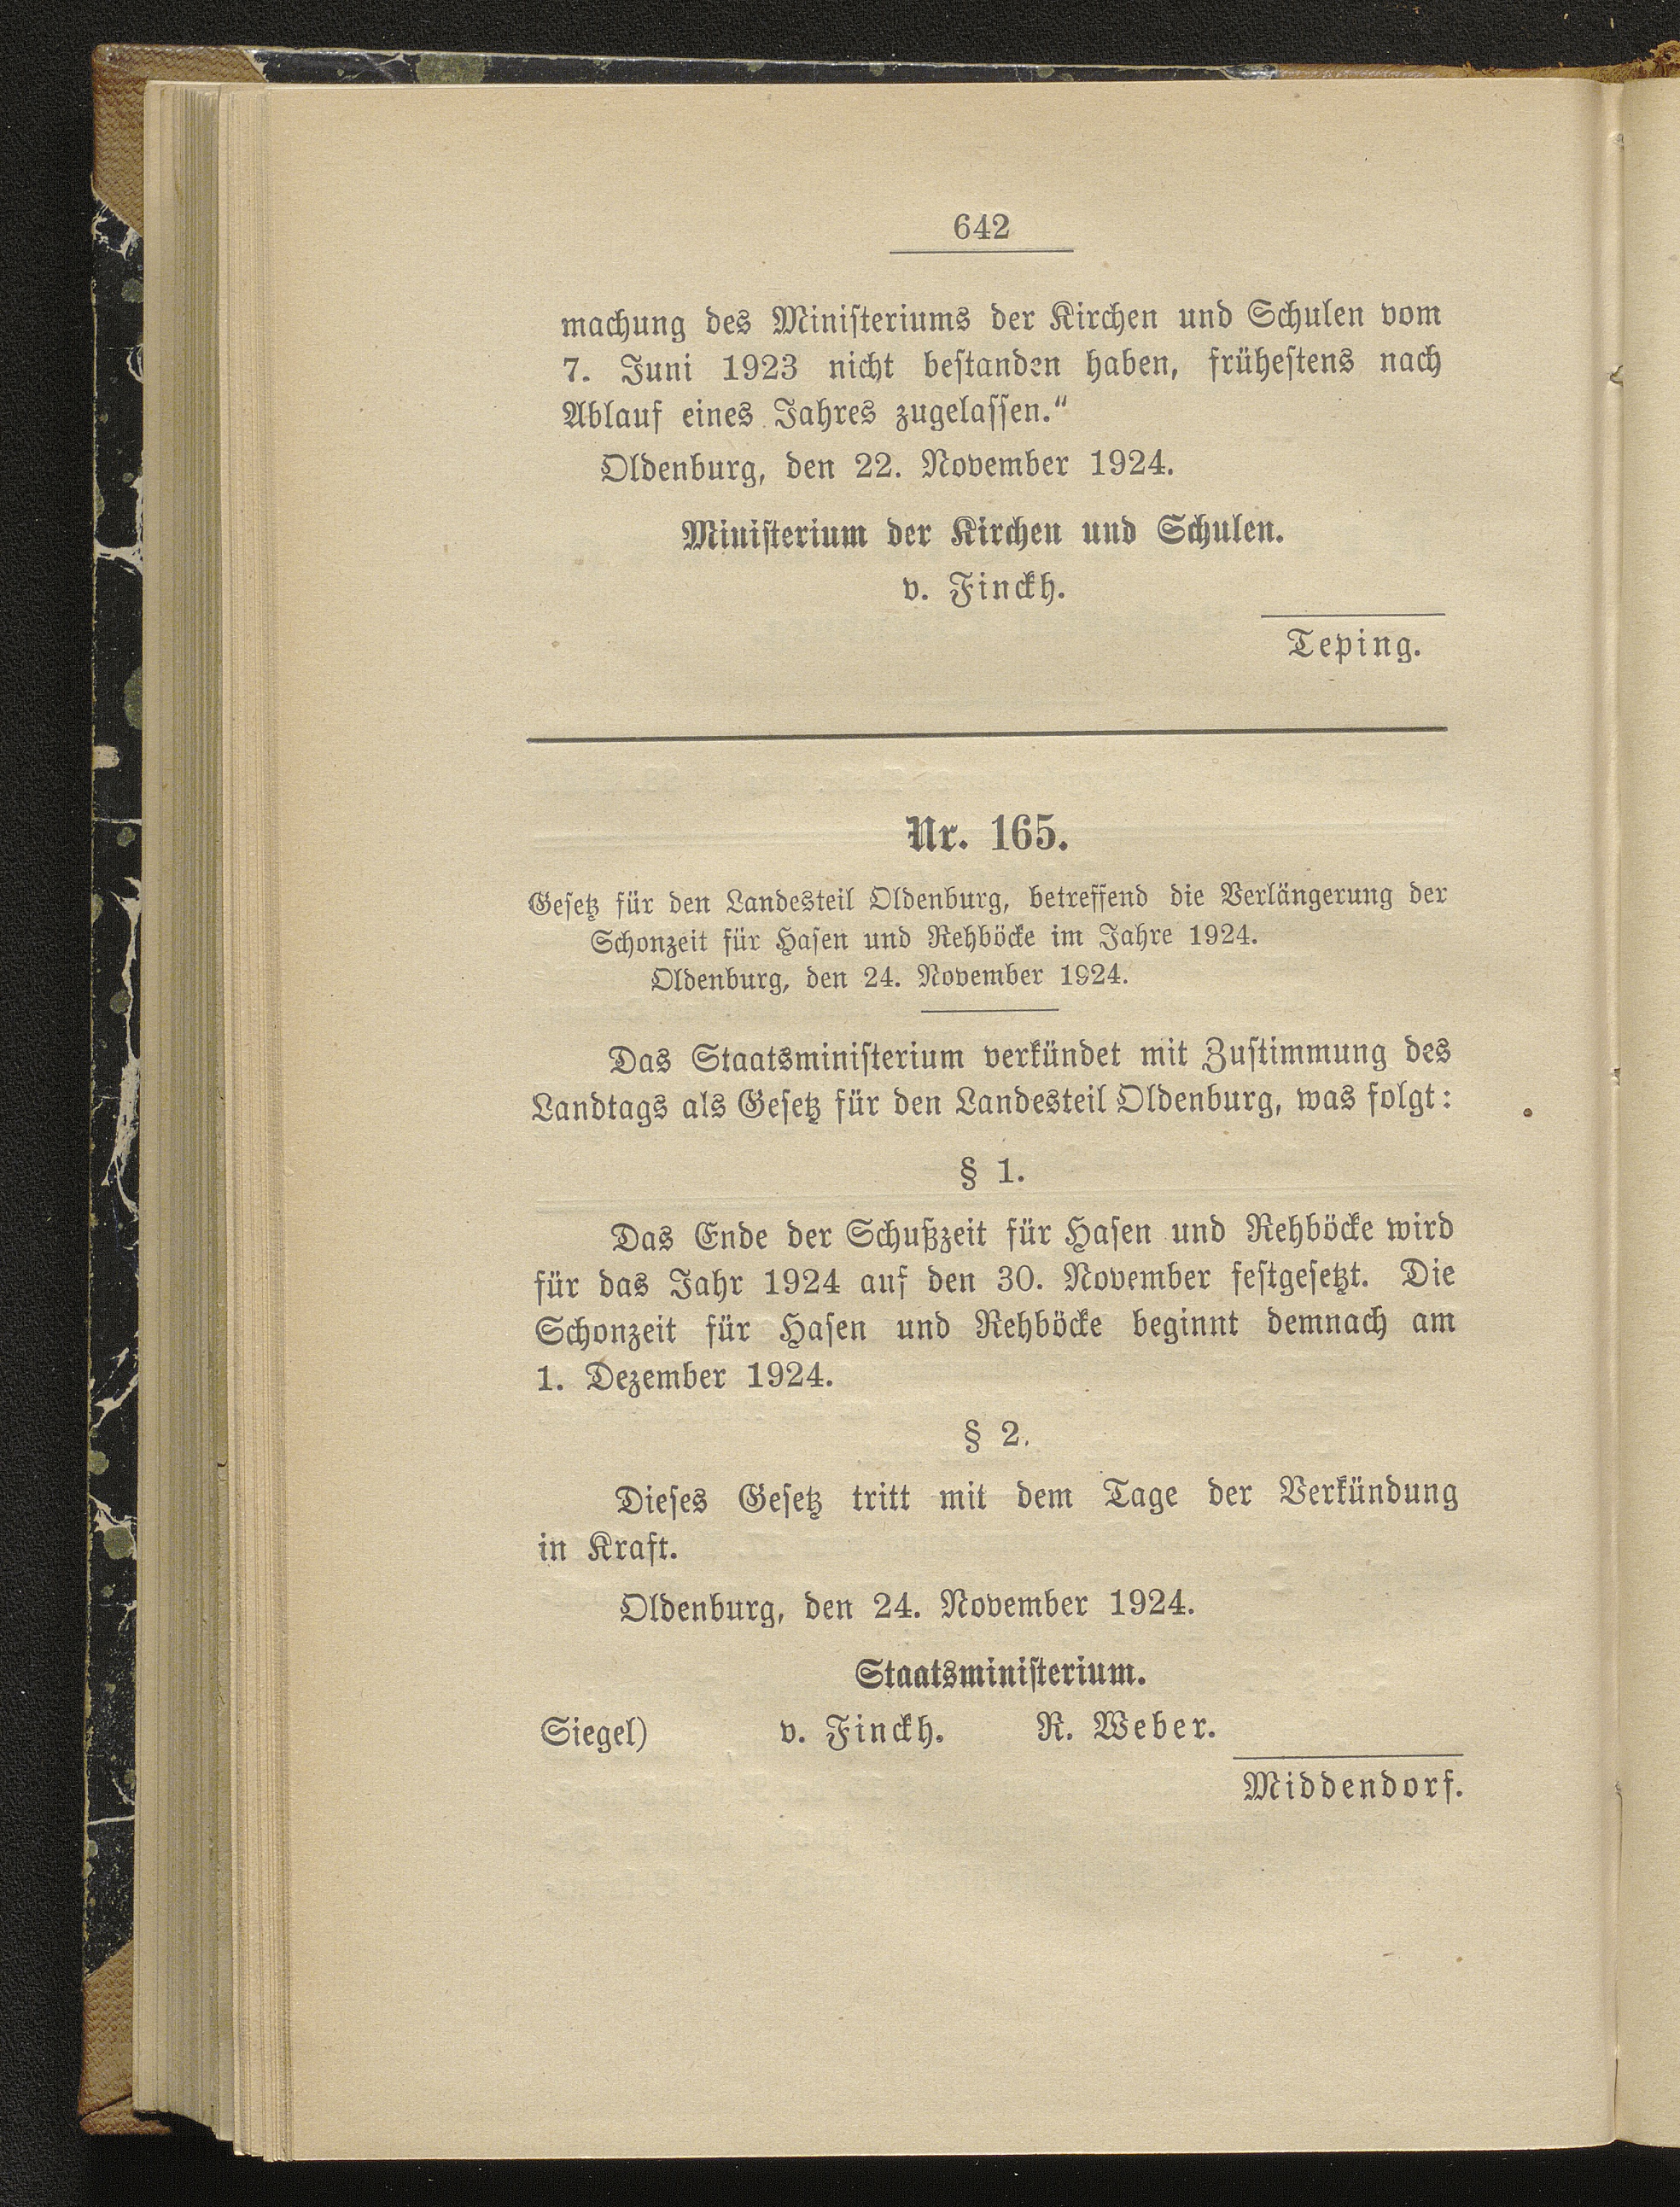 642
machung des Ministeriums der Kirchen und Schulen vom
7. Juni 1923 nicht bestanden haben, frühestens nach
Ablauf eines Jahres zugelassen.“
Oldenburg, den 22. November 1924.
Ministerium der Kirchen und Schulen.
v. Finckh.
Teping.
Nr. 165.
Gesetz für den Landesteil Oldenburg, betreffend die Verlängerung der
Schonzeit für Hasen und Rehböcke im Jahre 1924.
Oldenburg, den 24. November 1924.
Das Staatsministerium verkündet mit Zustimmung des
Landtags als Gesetz für den Landesteil Oldenburg, was folgt:
§ 1.
Das Ende der Schußzeit für Hasen und Rehböcke wird
für das Jahr 1924 auf den 30. November festgesetzt. Die
Schonzeit für Hasen und Rehböcke beginnt demnach am
1. Dezember 1924.
§ 2.
Dieses Gesetz tritt mit dem Tage der Verkündung
in Kraft.
Oldenburg, den 24. November 1924.
Staatsministerium.
Siegel) v. Finckh. R. Weber.
Middendorf.